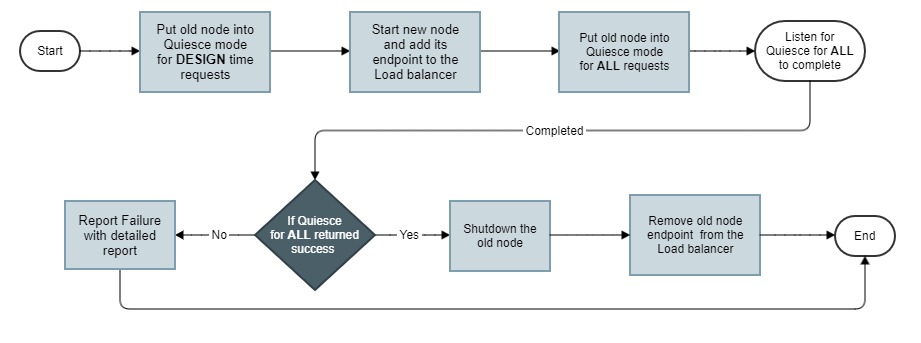 Start
Put old node into
Quiesce mode
for DESIGN time
requests
Start new node
and add its
endpoint to the
Load balancer
Put old node into
Quiesce mode
for ALL requests
Listen for
Quiesce for ALL
to complete
Completed
Report Failure
with detailed
report
No
If Quiesce
for ALL returned
success
Yes
Shutdown the
old node
Remove old node
endpoint from the
Load balancer
End